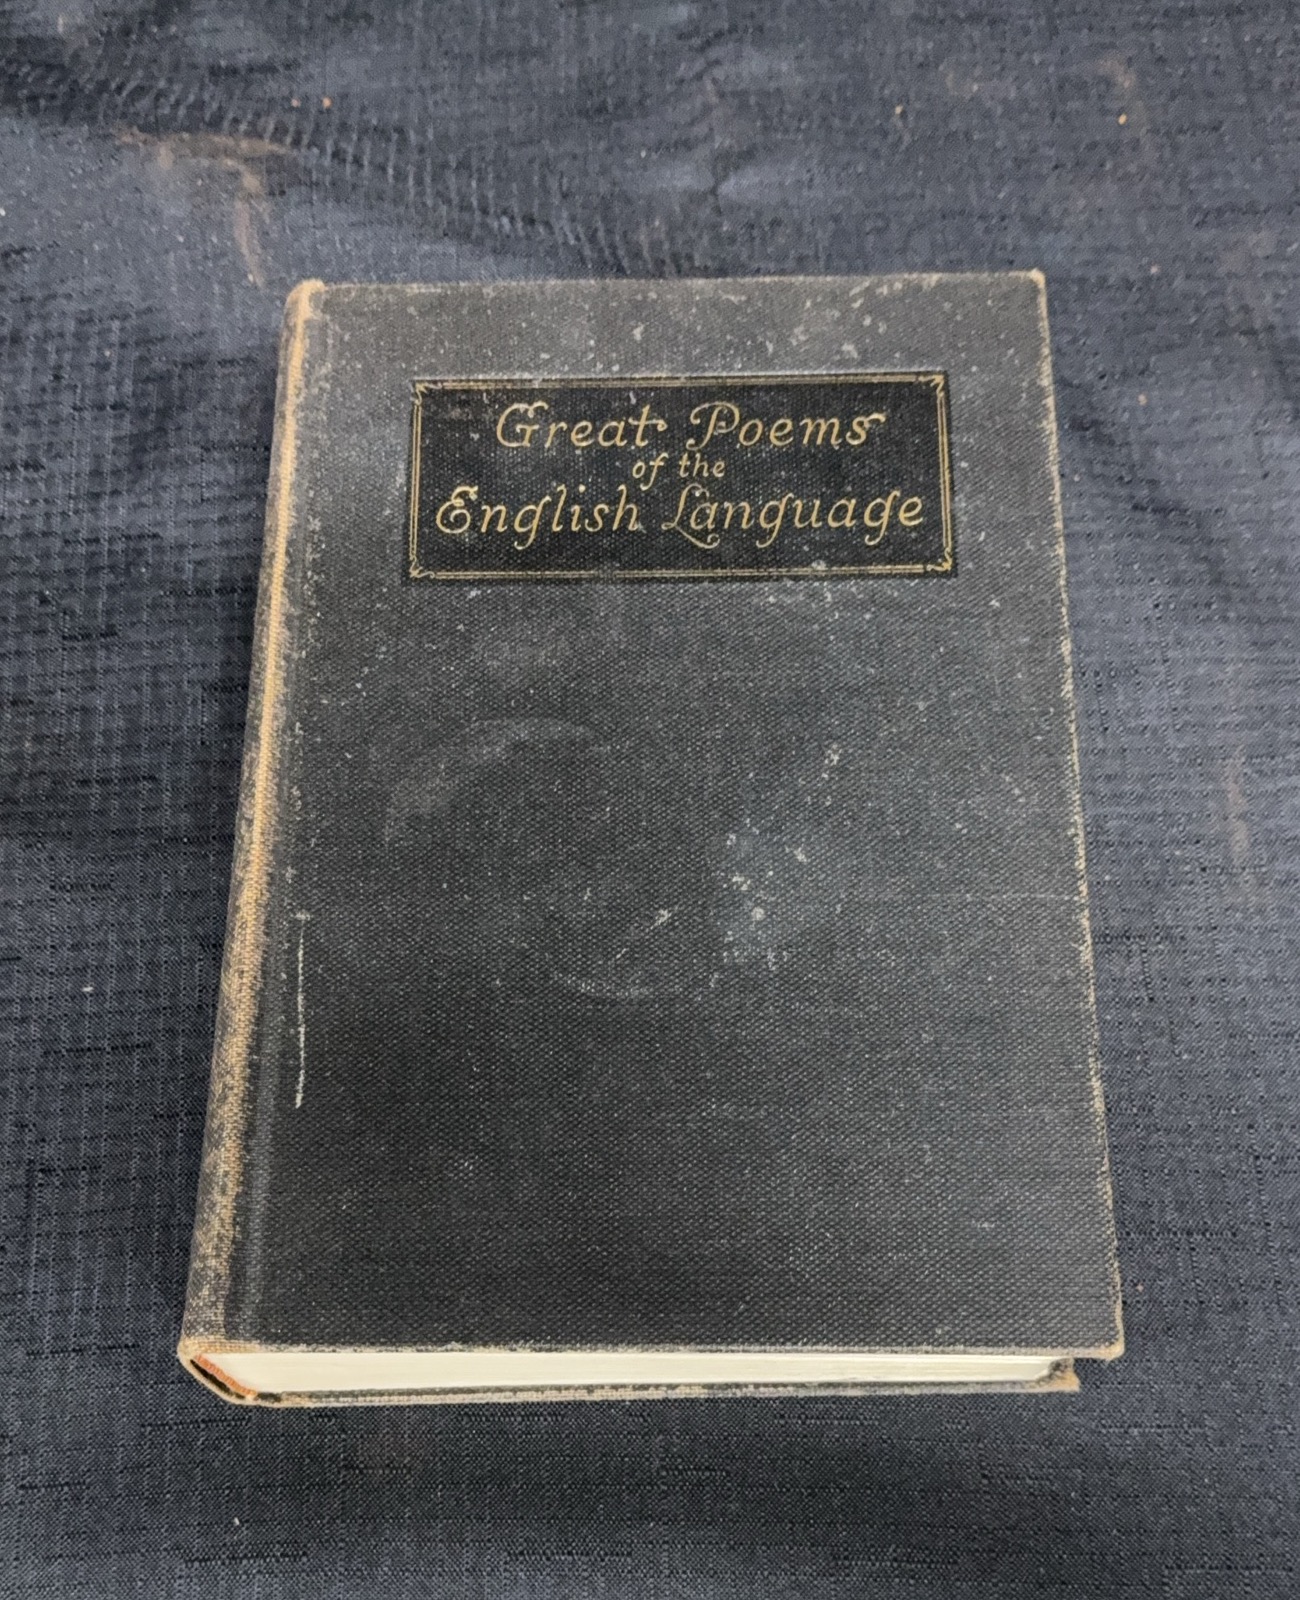 Great Poems
of the
English Language